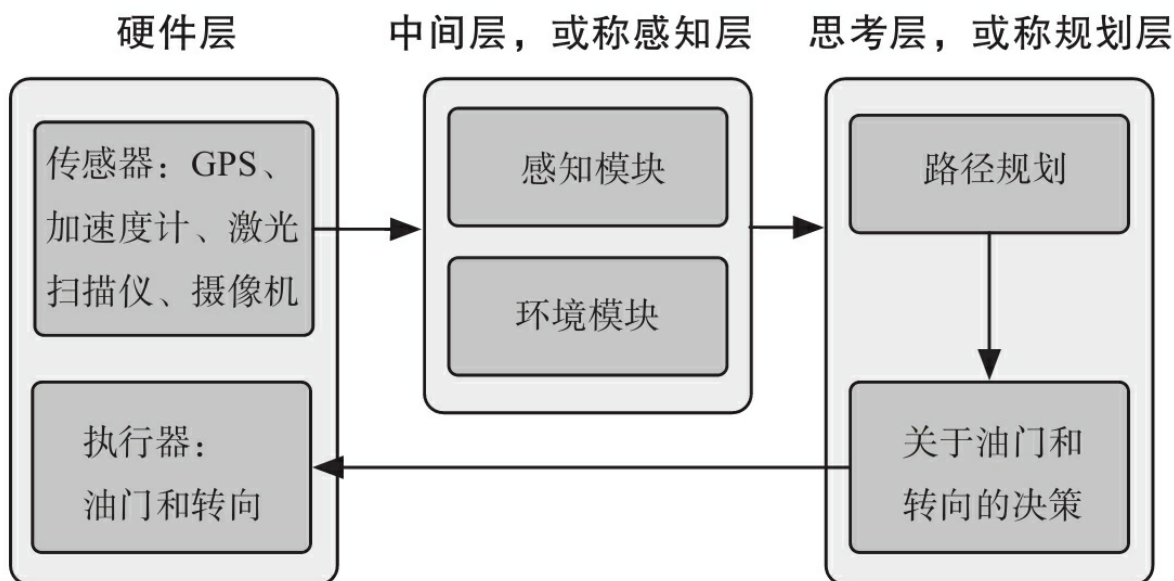 硬件层
中间层，或称感知层
思考层，或称规划层
传感器：GPS、
加速度计、激光
扫描仪、摄像机
执行器：
油门和转向
感知模块
环境模块
路径规划
关于油门和
转向的决策